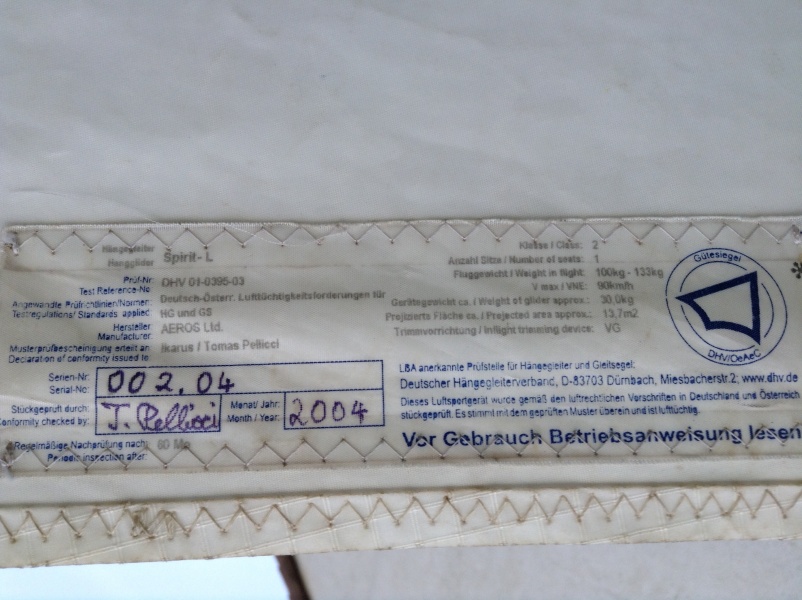 Hängegleiter
Hangglider
Spirit- L
Prüf-Nr.
Test Reference-No.
DHV 01-0395-03
Angewandte Prüfrichtlinien/Normen:
Testregulations/ Standards applied:
Deutsch-Österr. Lufttüchtigkeitsforderungen für
HG und GS
Hersteller
Manufacturer:
AEROS Ltd.
Musterprüfbescheinigung erteilt an
Declaration of conformity issued to:
Ikarus / Tomas Pellicci
Serien-Nr:
Serial-No:
002.04
Stückgeprüft durch:
Conformity checked by:
T. Pellicci
Monat/ Jahr:
Month / Year:
2004
Regelmäßige Nachprüfung nach:
Periodic inspection after:
60 Mo
Klasse / Class: 2
Anzahl Sitze / Number of seats: 1
Fluggewicht / Weight in flight: 100kg - 133kg
V max / VNE: 90km/h
Gerätegewicht ca. / Weight of glider approx.: 30,0kg
Projizierte Fläche ca. / Projected area approx.: 13,7m2
Trimmvorrichtung / Inflight trimming device: VG
LBA anerkannte Prüfstelle für Hängegleiter und Gleitsegel:
Deutscher Hängegleiterverband, D-83703 Dürnbach, Miesbacherstr.2; www.dhv.de
Dieses Luftsportgerät wurde gemäß den luftrechtlichen Vorschriften in Deutschland und Österreich
stückgeprüft. Es stimmt mit dem geprüften Muster überein und ist lufttüchtig.
Vor Gebrauch Betriebsanweisung lesen
Gütesiegel
DHV/OeAeC